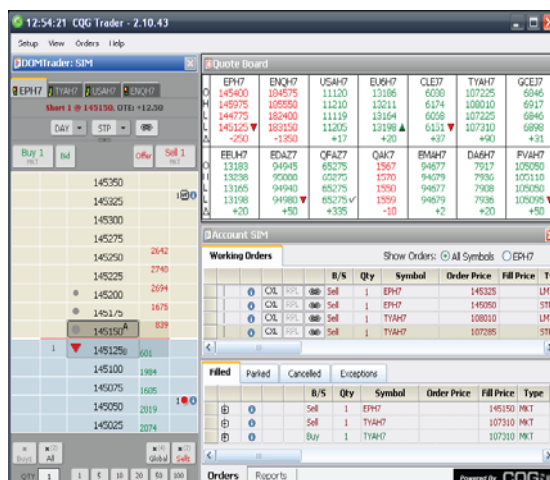 12:54:21 CQG Trader - 2.10.43
Setup View Orders Help
DOMTrader: SIM
EPH7 TYAH7 USAH7 ENQH7
Short 1 @ 145150, OTE: +12.50
DAY STP
Buy 1 MKT Bid Offer Sell 1 MKT
145350
145325 1
145300
145275
145250 2642
145225 2740
145200 2694
145175 1675
145150 A 839
1 145125 B 601
145100 1984
145075 1605
145050 2019 1
145025 2074
Buys All Global Sells
QTY 1 1 5 10 20 50 100
Quote Board
EPH7 ENQH7 USAH7 EU6H7 CLEJ7 TYAH7 GCEJ7
O 145400 184575 11120 13186 6038 107225 6846
H 145975 105550 11210 13211 6174 108010 6917
L 144775 182400 11119 13164 6058 107225 6846
L 145125 183150 11205 13198 6151 107310 6898
Δ -250 -1350 +17 +20 +37 +90 +31
EEUH7 EDAZ7 QFAZ7 QAK7 EMAH7 DA6H7 FVAH7
O 13183 94945 65275 1567 94677 7917 105050
H 13238 95000 65275 1570 94679 7936 105110
L 13165 94940 65275 1550 94677 7908 105050
L 13198 94980 65275 1559 94679 7936 105095
Δ +20 +50 +335 -10 +2 +20 +50
Account SIM
Working Orders Show Orders: All Symbols EPH7
B/S Qty Symbol Order Price Fill Price T
CXL RPL Sell 1 EPH7 145325 LM
CXL RPL Sell 1 EPH7 145050 ST
CXL RPL Sell 1 TYAH7 108010 LM
CXL RPL Sell 1 TYAH7 107285 ST
Filled Parked Cancelled Exceptions
B/S Qty Symbol Order Price Fill Price Type
Sell 1 EPH7 145150 MKT
Sell 1 TYAH7 107310 MKT
Buy 1 TYAH7 107310 MKT
Orders Reports
Powered By CQG